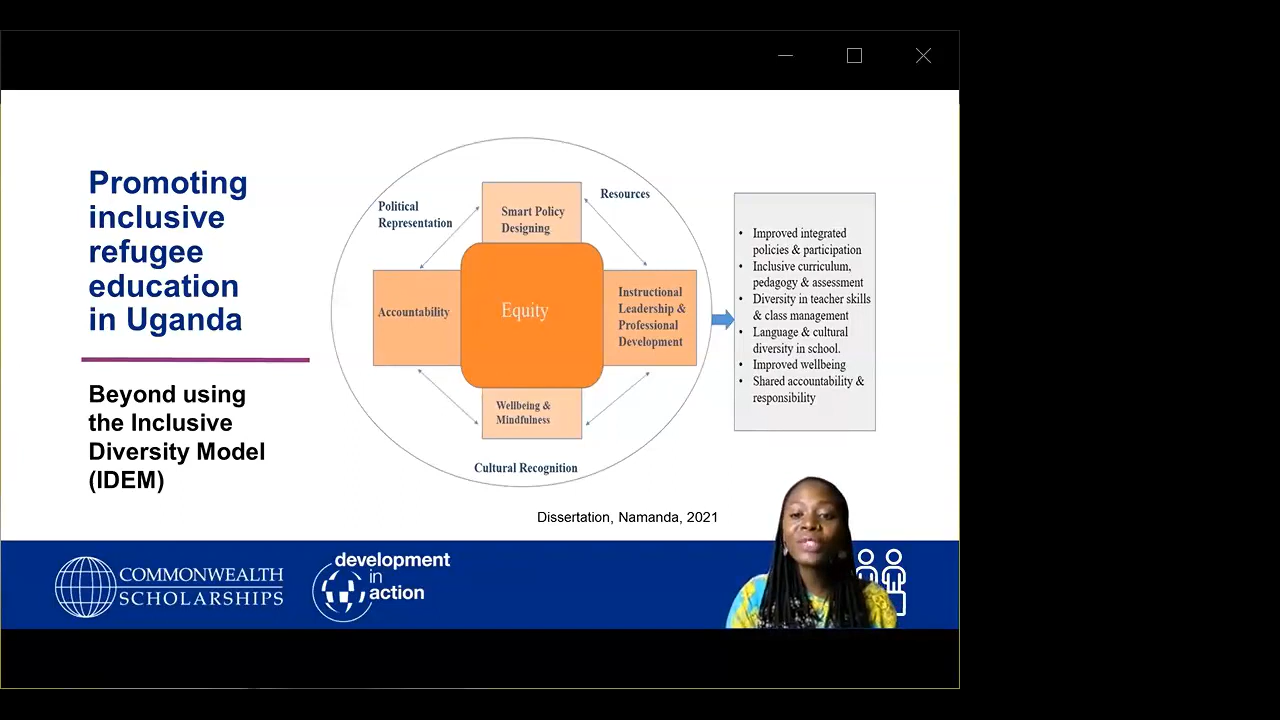 Promoting
inclusive
refugee
education
in Uganda
Beyond using
the Inclusive
Diversity Model
(IDEM)
Political
Representation
Resources
Smart Policy
Designing
Accountability
Equity
Instructional
Leadership &
Professional
Development
Wellbeing &
Mindfulness
Cultural Recognition
• Improved integrated
policies & participation
• Inclusive curriculum,
pedagogy & assessment
• Diversity in teacher skills
& class management
• Language & cultural
diversity in school.
• Improved wellbeing
• Shared accountability &
responsibility
Dissertation, Namanda, 2021
COMMONWEALTH
SCHOLARSHIPS
development
in
action